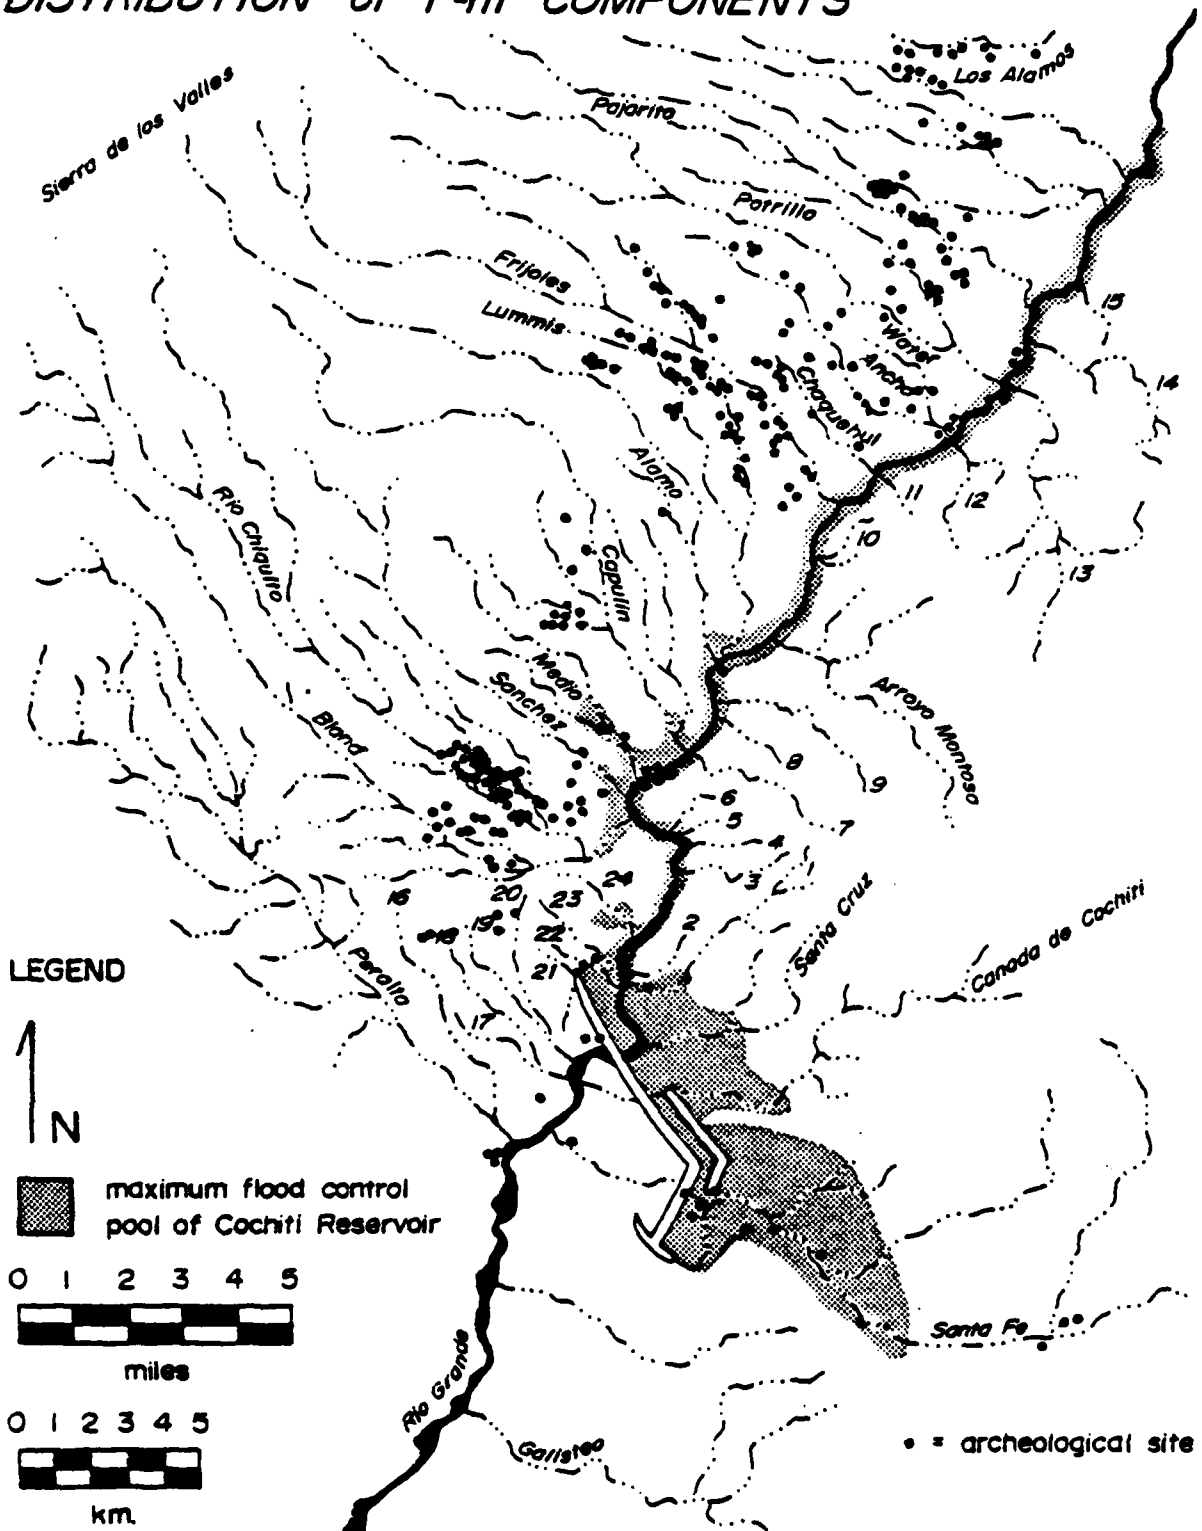 DISTRIBUTION of P-III COMPONENTS
Los Alamos
Sierra de los Valles
Pajarito
Potrillo
Frijoles
Lummis
15
Water
Ancho
14
Chaquehui
Alamo
Rio Chiquito
11
12
10
Capulin
13
Medio
Sanchez
Arroyo Montoso
Bland
8
9
6
5
7
4
3
24
16
20
23
2
Santa Cruz
19
18
22
Canada de Cochiti
21
Peralta
17
LEGEND
N
maximum flood control
pool of Cochiti Reservoir
0 1 2 3 4 5
miles
Santa Fe
Rio Grande
0 1 2 3 4 5
km.
Galisteo
• = archeological site